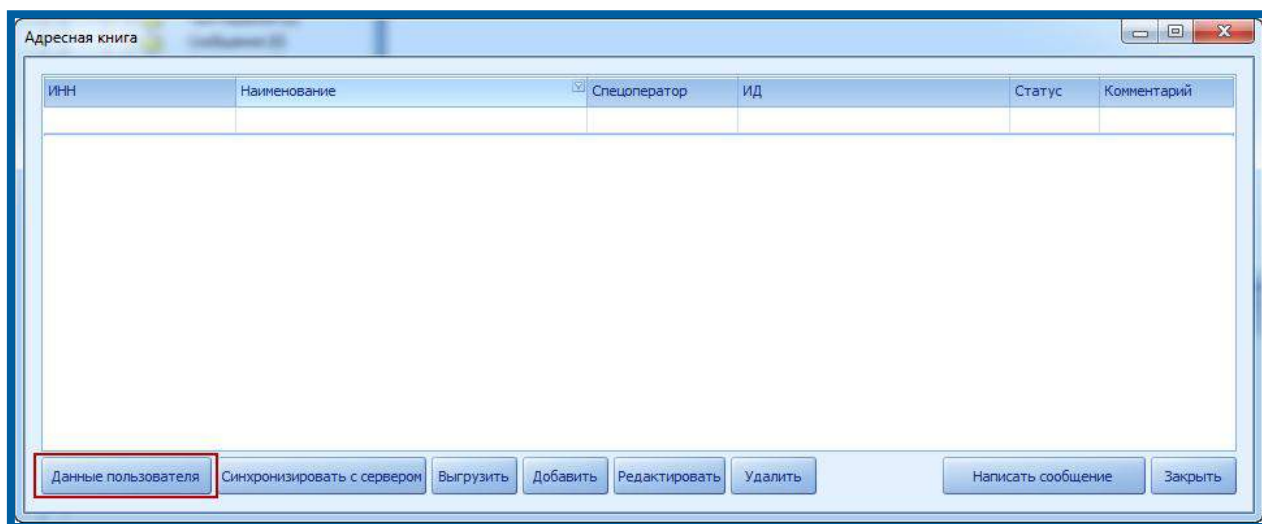 Адресная книга
ИНН Наименование Спецоператор ИД Статус Комментарий
Данные пользователя Синхронизировать с сервером Выгрузить Добавить Редактировать Удалить Написать сообщение Закрыть